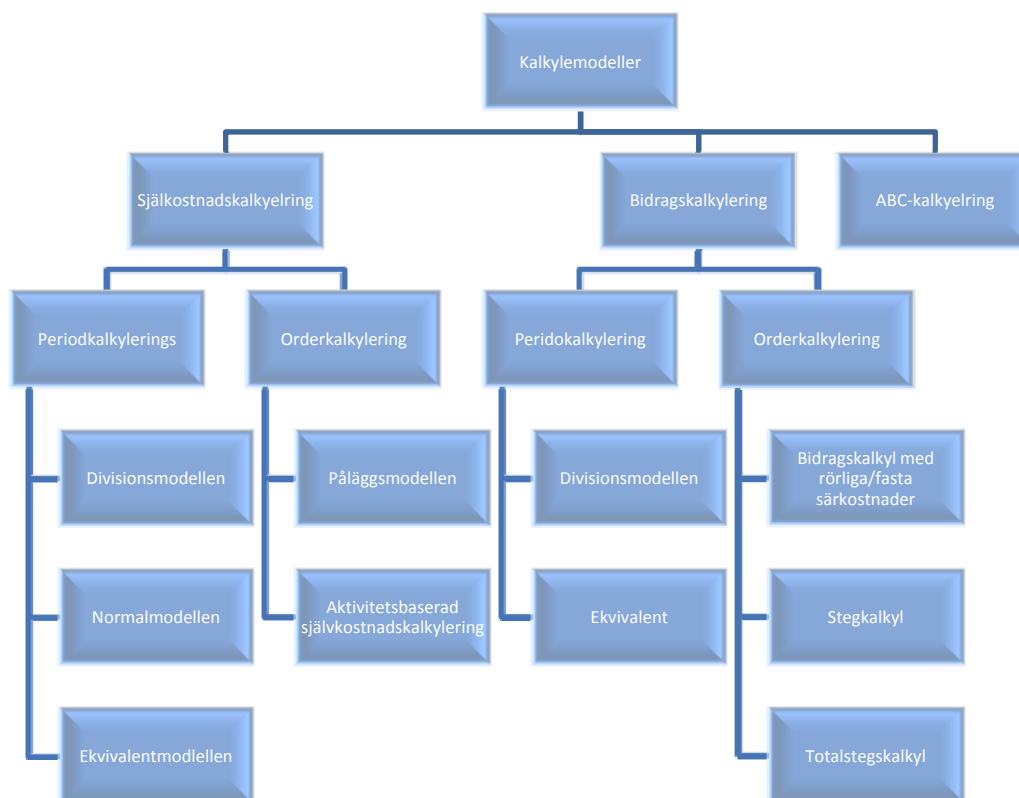 Kalkylemodeller
Själkostnadskalkyelring
Bidragskalkylering
ABC-kalkyelring
Periodkalkylerings
Orderkalkylering
Peridokalkylering
Orderkalkylering
Divisionsmodellen
Påläggsmodellen
Divisionsmodellen
Bidragskalkyl med
rörliga/fasta
särkostnader
Normalmodellen
Aktivitetsbaserad
självkostnadskalkylering
Ekvivalent
Stegkalkyl
Ekvivalentmodlellen
Totalstegskalkyl